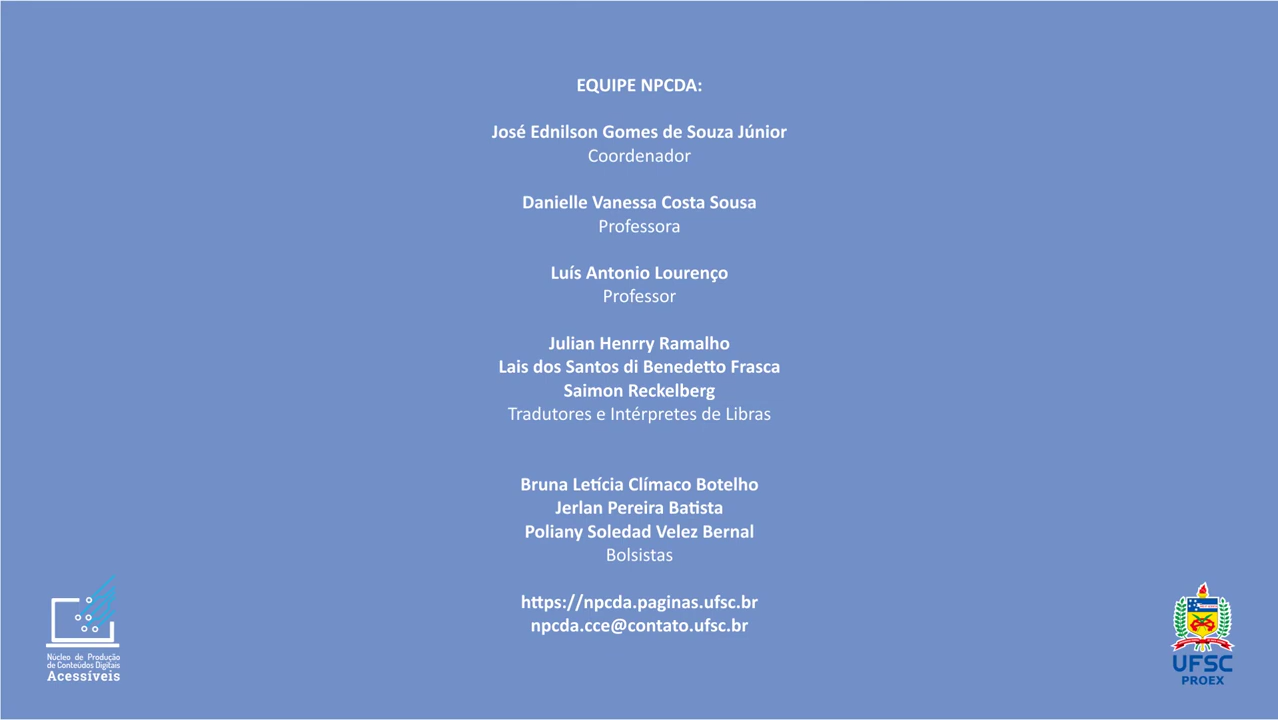 EQUIPE NPCDA:
José Ednilson Gomes de Souza Júnior
Coordenador
Danielle Vanessa Costa Sousa
Professora
Luís Antonio Lourenço
Professor
Julian Henrry Ramalho
Lais dos Santos di Benedetto Frasca
Saimon Reckelberg
Tradutores e Intérpretes de Libras
Bruna Letícia Clímaco Botelho
Jerlan Pereira Batista
Poliany Soledad Velez Bernal
Bolsistas
https://npcda.paginas.ufsc.br
npcda.cce@contato.ufsc.br
Núcleo de Produção
de Conteúdos Digitais
Acessíveis
UFSC
PROEX